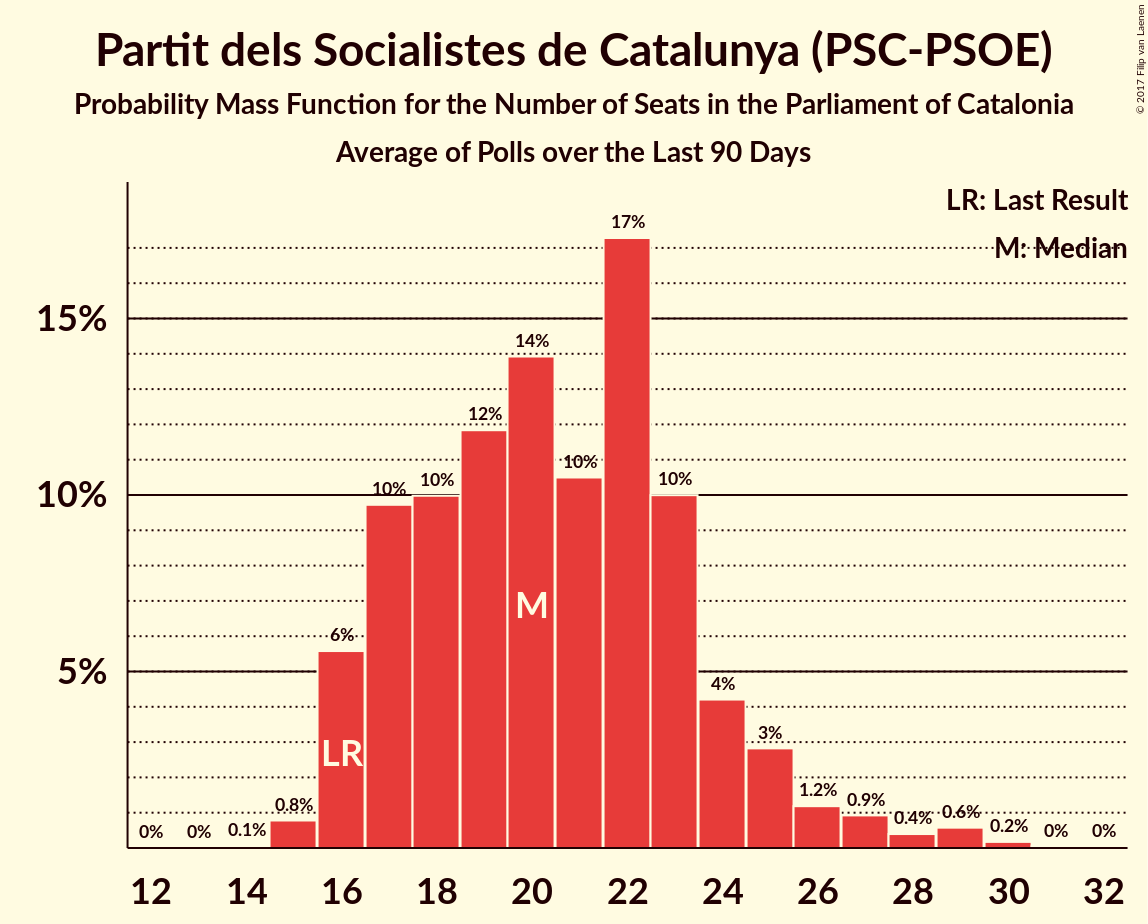 Partit dels Socialistes de Catalunya (PSC-PSOE)
Probability Mass Function for the Number of Seats in the Parliament of Catalonia
Average of Polls over the Last 90 Days
© 2017 Filip van Laenen
LR: Last Result
M: Median
15%
10%
5%
0%
0%
0.1%
0.8%
6%
10%
10%
12%
14%
10%
17%
10%
4%
3%
1.2%
0.9%
0.4%
0.6%
0.2%
0%
0%
LR
M
12 14 16 18 20 22 24 26 28 30 32